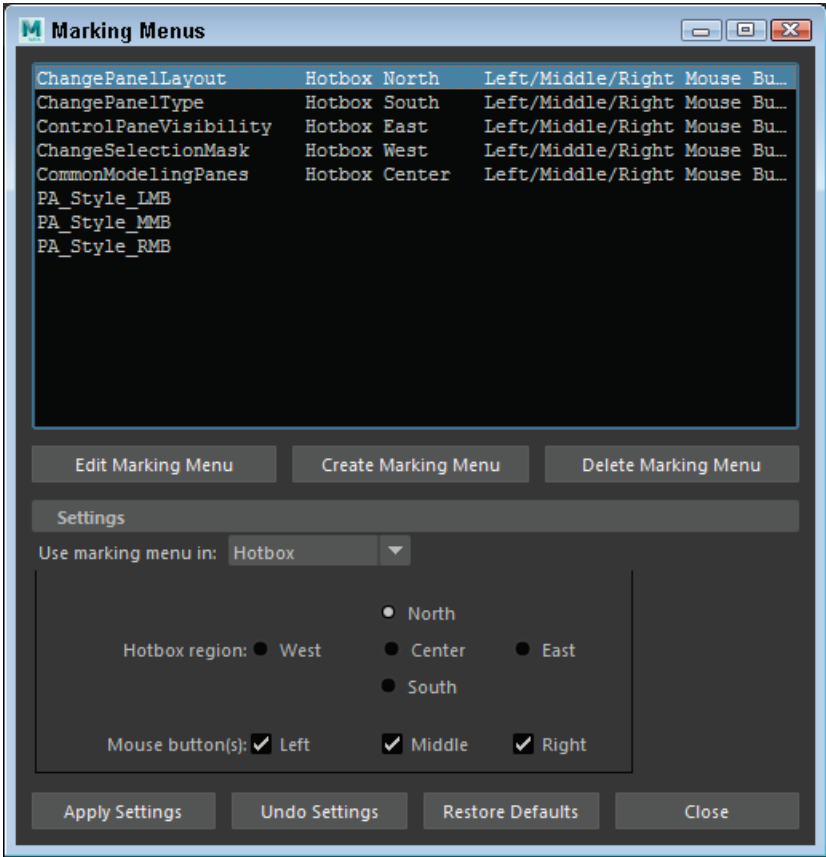 Marking Menus
ChangePanelLayout Hotbox North Left/Middle/Right Mouse Bu…
ChangePanelType Hotbox South Left/Middle/Right Mouse Bu…
ControlPaneVisibility Hotbox East Left/Middle/Right Mouse Bu…
ChangeSelectionMask Hotbox West Left/Middle/Right Mouse Bu…
CommonModelingPanes Hotbox Center Left/Middle/Right Mouse Bu…
PA_Style_LMB
PA_Style_MMB
PA_Style_RMB
Edit Marking Menu Create Marking Menu Delete Marking Menu
Settings
Use marking menu in: Hotbox
North
Hotbox region: West Center East
South
Mouse button(s): Left Middle Right
Apply Settings Undo Settings Restore Defaults Close